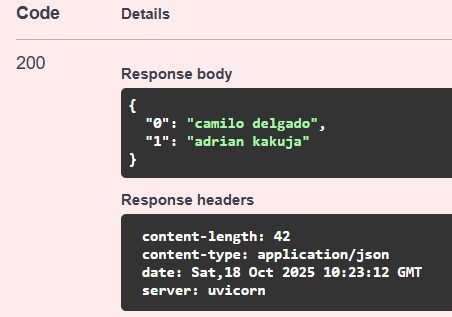 Code Details
200
Response body
{
"0": "camilo delgado",
"1": "adrian kakuja"
}
Response headers
content-length: 42
content-type: application/json
date: Sat,18 Oct 2025 10:23:12 GMT
server: uvicorn